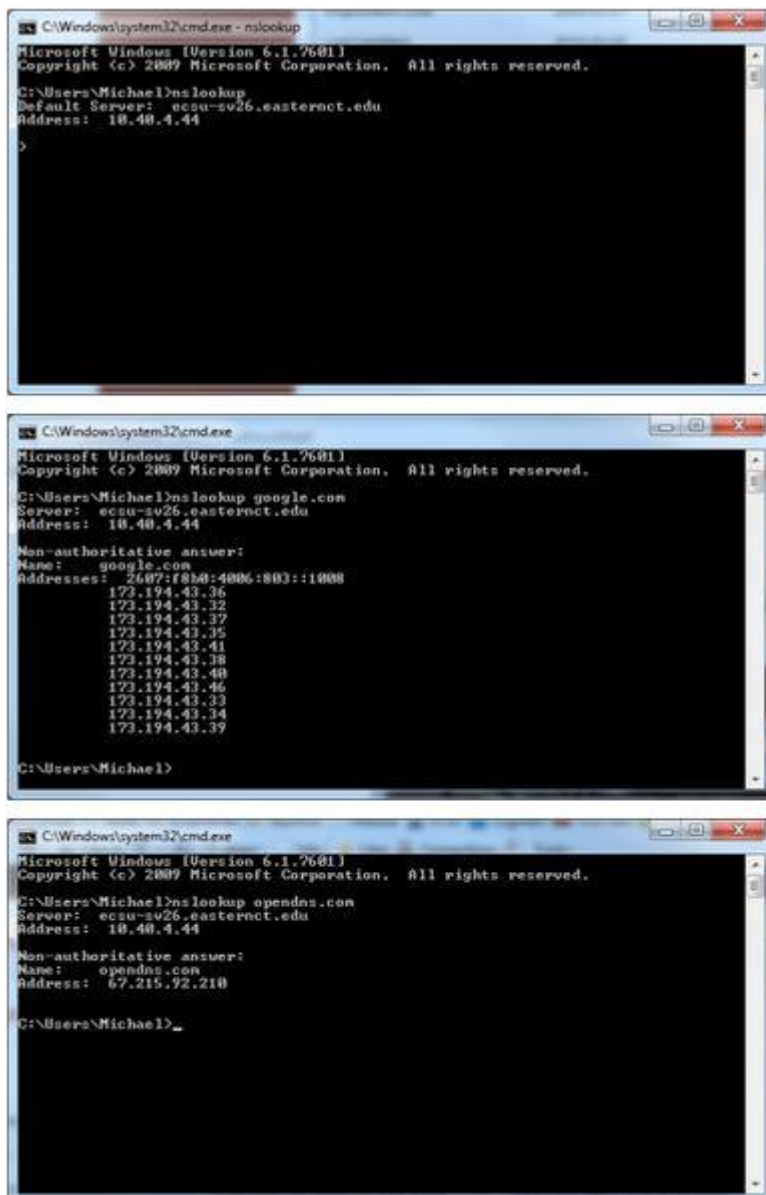 C:\Windows\system32\cmd.exe - nslookup
Microsoft Windows [Version 6.1.7601]
Copyright (c) 2009 Microsoft Corporation.  All rights reserved.
C:\Users\Michael>nslookup
Default Server:  ecsu-sv26.easternct.edu
Address:  10.40.4.44
>
C:\Windows\system32\cmd.exe
Microsoft Windows [Version 6.1.7601]
Copyright (c) 2009 Microsoft Corporation.  All rights reserved.
C:\Users\Michael>nslookup google.com
Server:  ecsu-sv26.easternct.edu
Address:  10.40.4.44
Non-authoritative answer:
Name:    google.com
Addresses:  2607:f8b0:4006:803::1008
173.194.43.36
173.194.43.32
173.194.43.37
173.194.43.35
173.194.43.41
173.194.43.38
173.194.43.40
173.194.43.46
173.194.43.33
173.194.43.34
173.194.43.39
C:\Users\Michael>
C:\Windows\system32\cmd.exe
Microsoft Windows [Version 6.1.7601]
Copyright (c) 2009 Microsoft Corporation.  All rights reserved.
C:\Users\Michael>nslookup opendns.com
Server:  ecsu-sv26.easternct.edu
Address:  10.40.4.44
Non-authoritative answer:
Name:    opendns.com
Address:  67.215.92.210
C:\Users\Michael>_